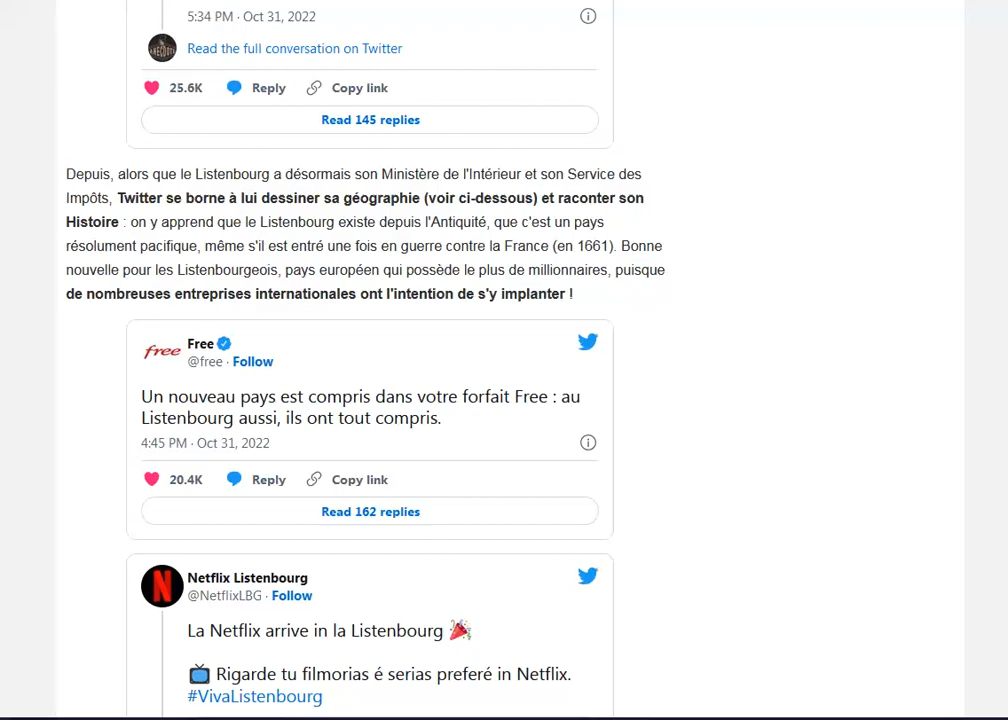 5:34 PM · Oct 31, 2022
Read the full conversation on Twitter
25.6K Reply Copy link
Read 145 replies
Depuis, alors que le Listenbourg a désormais son Ministère de l'Intérieur et son Service des
Impôts, Twitter se borne à lui dessiner sa géographie (voir ci-dessous) et raconter son
Histoire : on y apprend que le Listenbourg existe depuis l'Antiquité, que c'est un pays
résolument pacifique, même s'il est entré une fois en guerre contre la France (en 1661). Bonne
nouvelle pour les Listenbourgeois, pays européen qui possède le plus de millionnaires, puisque
de nombreuses entreprises internationales ont l'intention de s'y implanter !
free Free
@free · Follow
Un nouveau pays est compris dans votre forfait Free : au
Listenbourg aussi, ils ont tout compris.
4:45 PM · Oct 31, 2022
20.4K Reply Copy link
Read 162 replies
N Netflix Listenbourg
@NetflixLBG · Follow
La Netflix arrive in la Listenbourg 🎉
📺 Rigarde tu filmorias é serias preferé in Netflix.
#VivaListenbourg